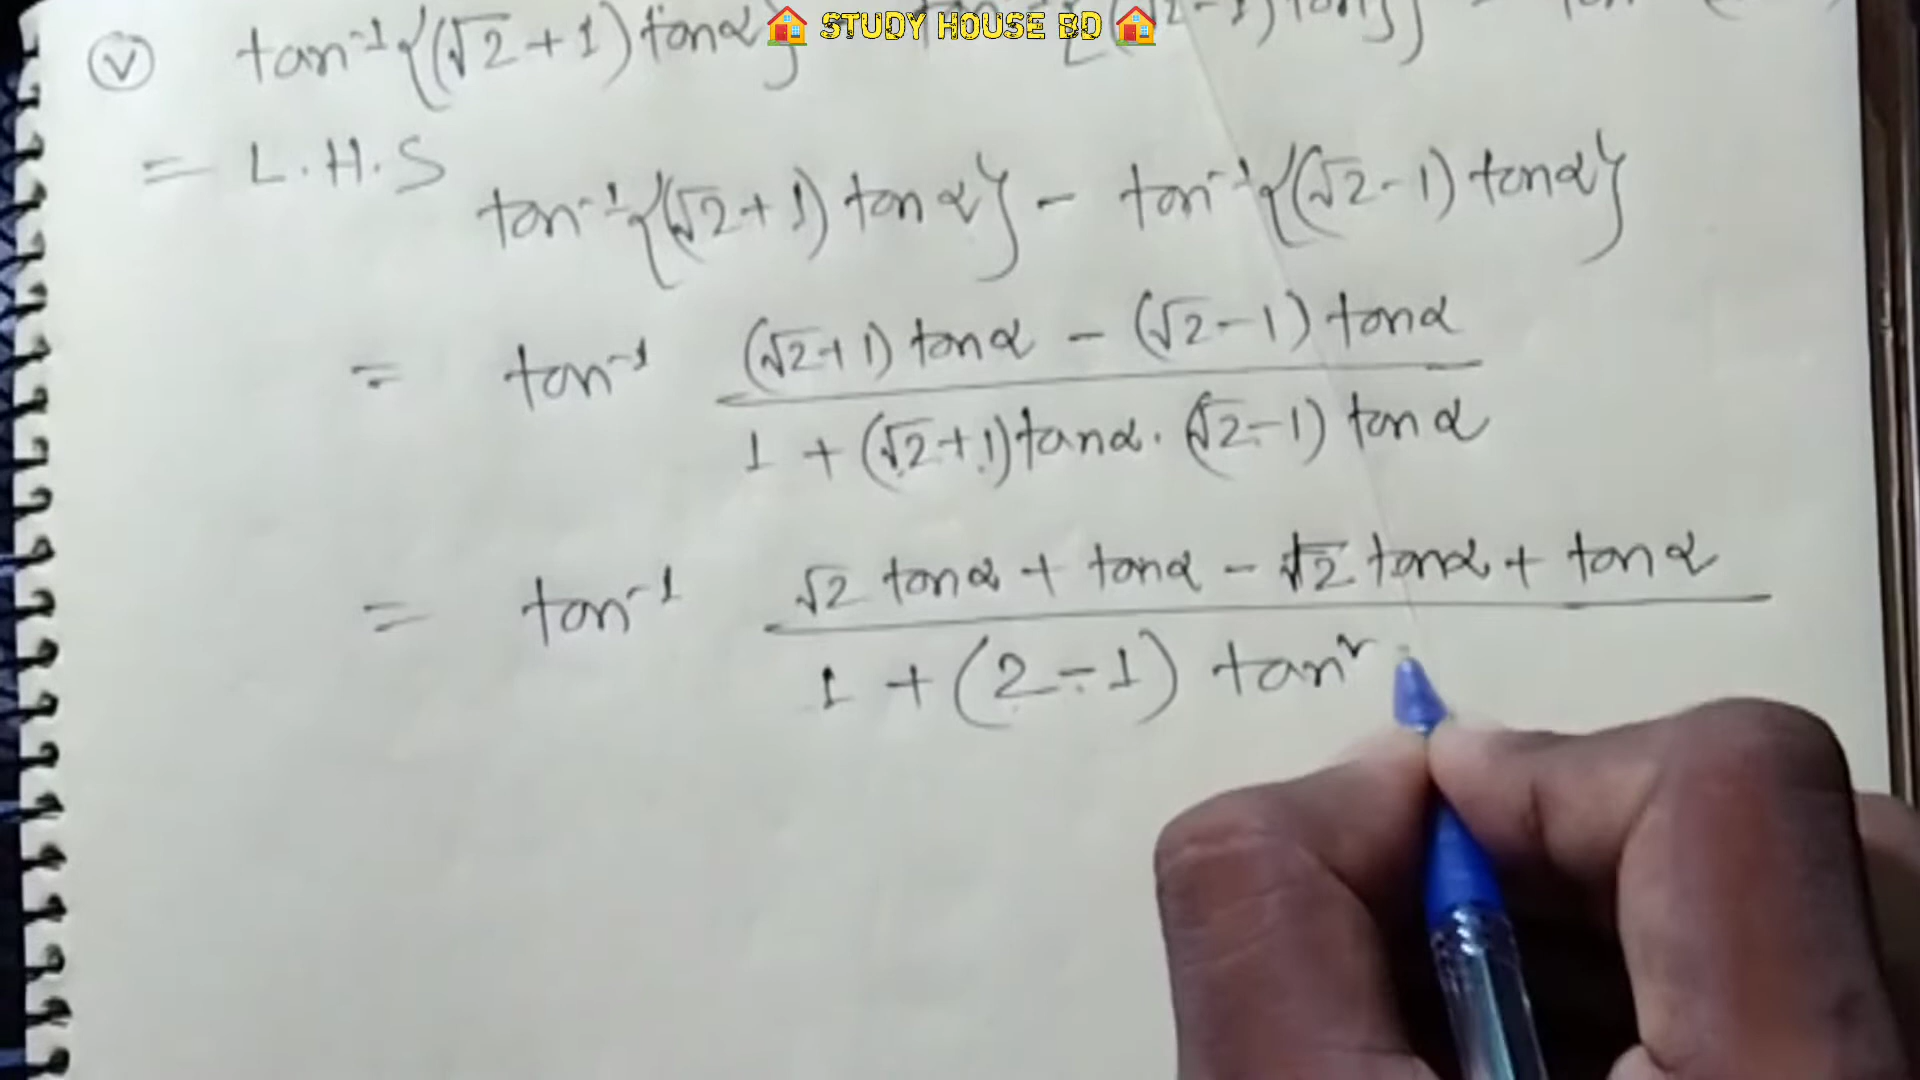 STUDY HOUSE BD
(v) tan⁻¹{(√2+1)tanα}
= L.H.S
tan⁻¹{(√2+1) tan α} - tan⁻¹{(√2-1) tanα}
= tan⁻¹ (√2+1) tanα - (√2-1) tanα
1 + (√2+1)tanα. (√2-1) tanα
= tan⁻¹ √2 tanα + tanα - √2 tanα + tanα
1 + (2-1) tan²